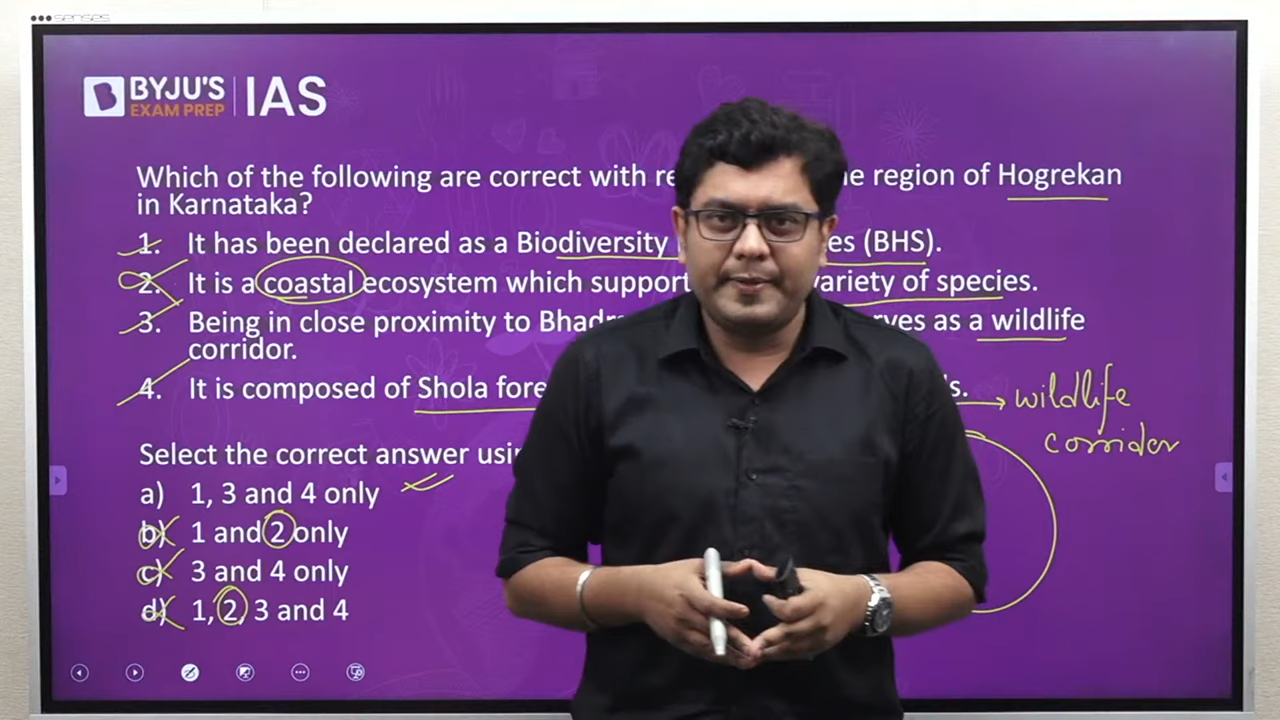 senses
BYJU'S
EXAM PREP
IAS
Which of the following are correct with re e region of Hogrekan
in Karnataka?
1. It has been declared as a Biodiversity es (BHS).
2. It is a coastal ecosystem which support variety of species.
3. Being in close proximity to Bhadr rves as a wildlife
corridor.
4. It is composed of Shola fore s. → wildlife
corridor
Select the correct answer usin
a) 1, 3 and 4 only
b) 1 and 2 only
c) 3 and 4 only
d) 1, 2, 3 and 4